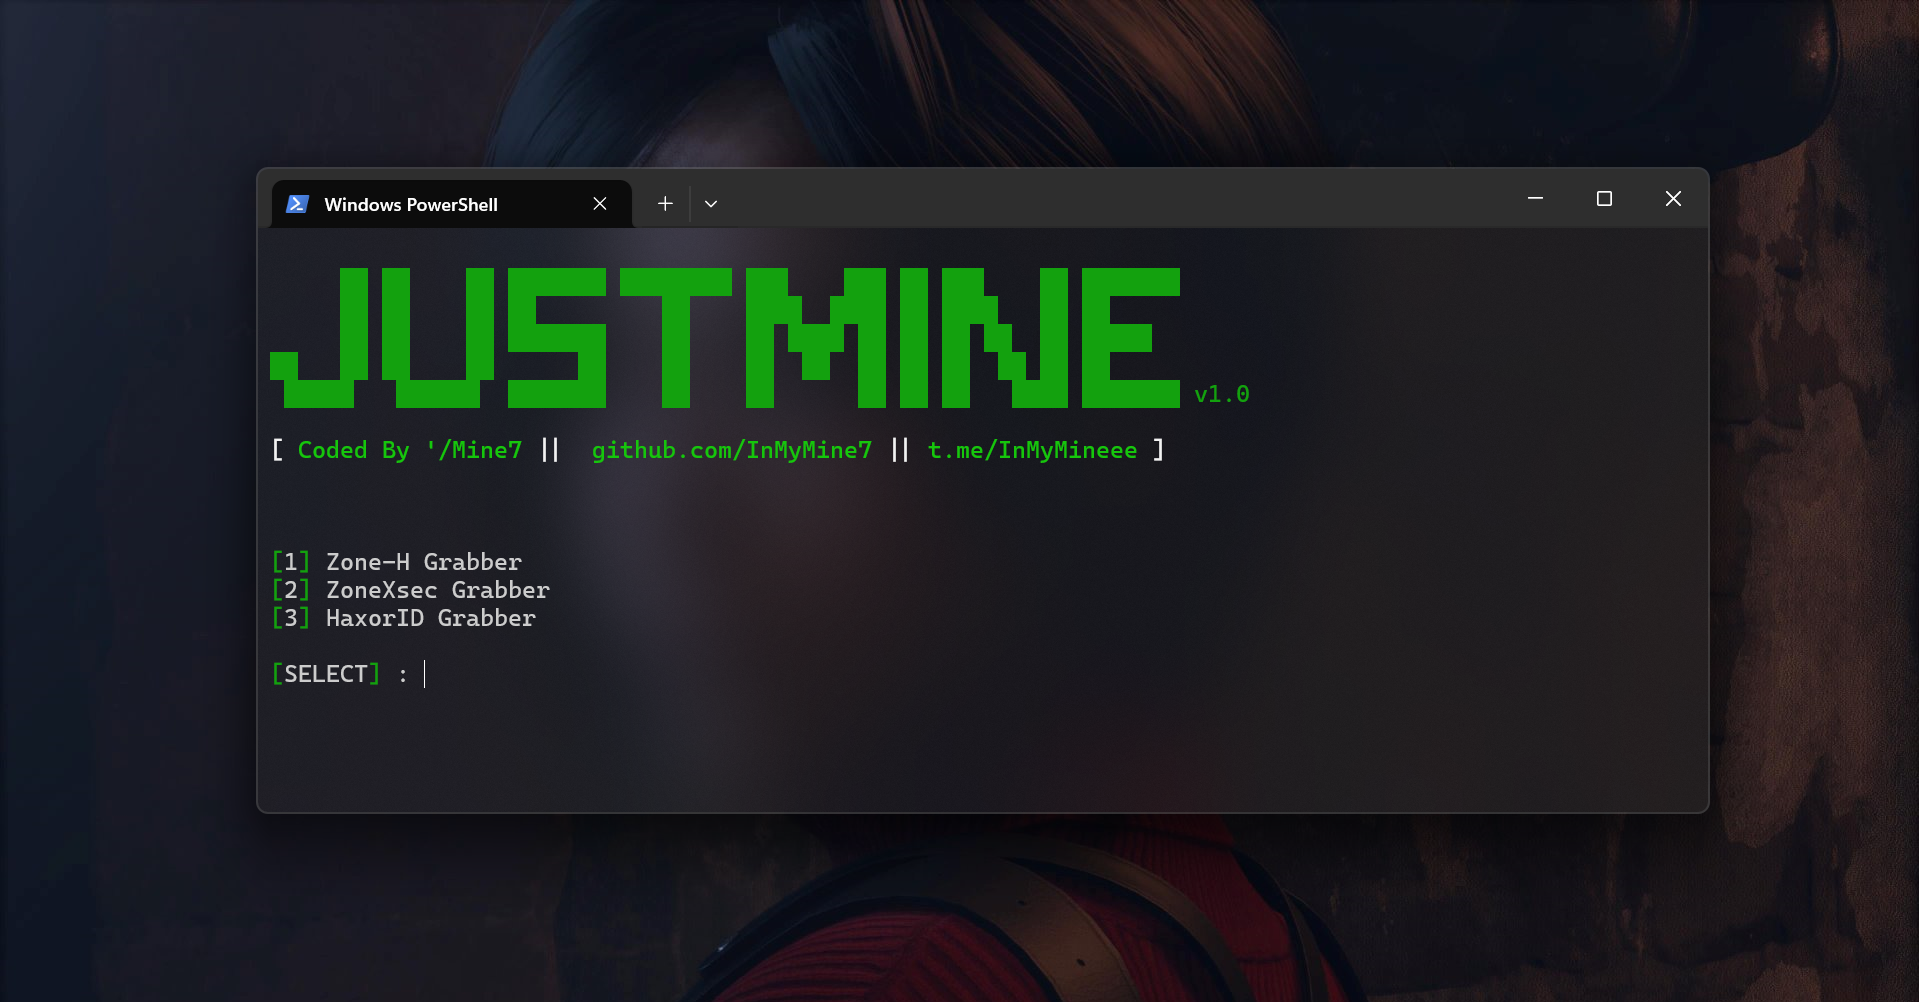 Windows PowerShell
JUSTMINE v1.0
[ Coded By '/Mine7 ||  github.com/InMyMine7 || t.me/InMyMineee ]
[1] Zone-H Grabber
[2] ZoneXsec Grabber
[3] HaxorID Grabber
[SELECT] :